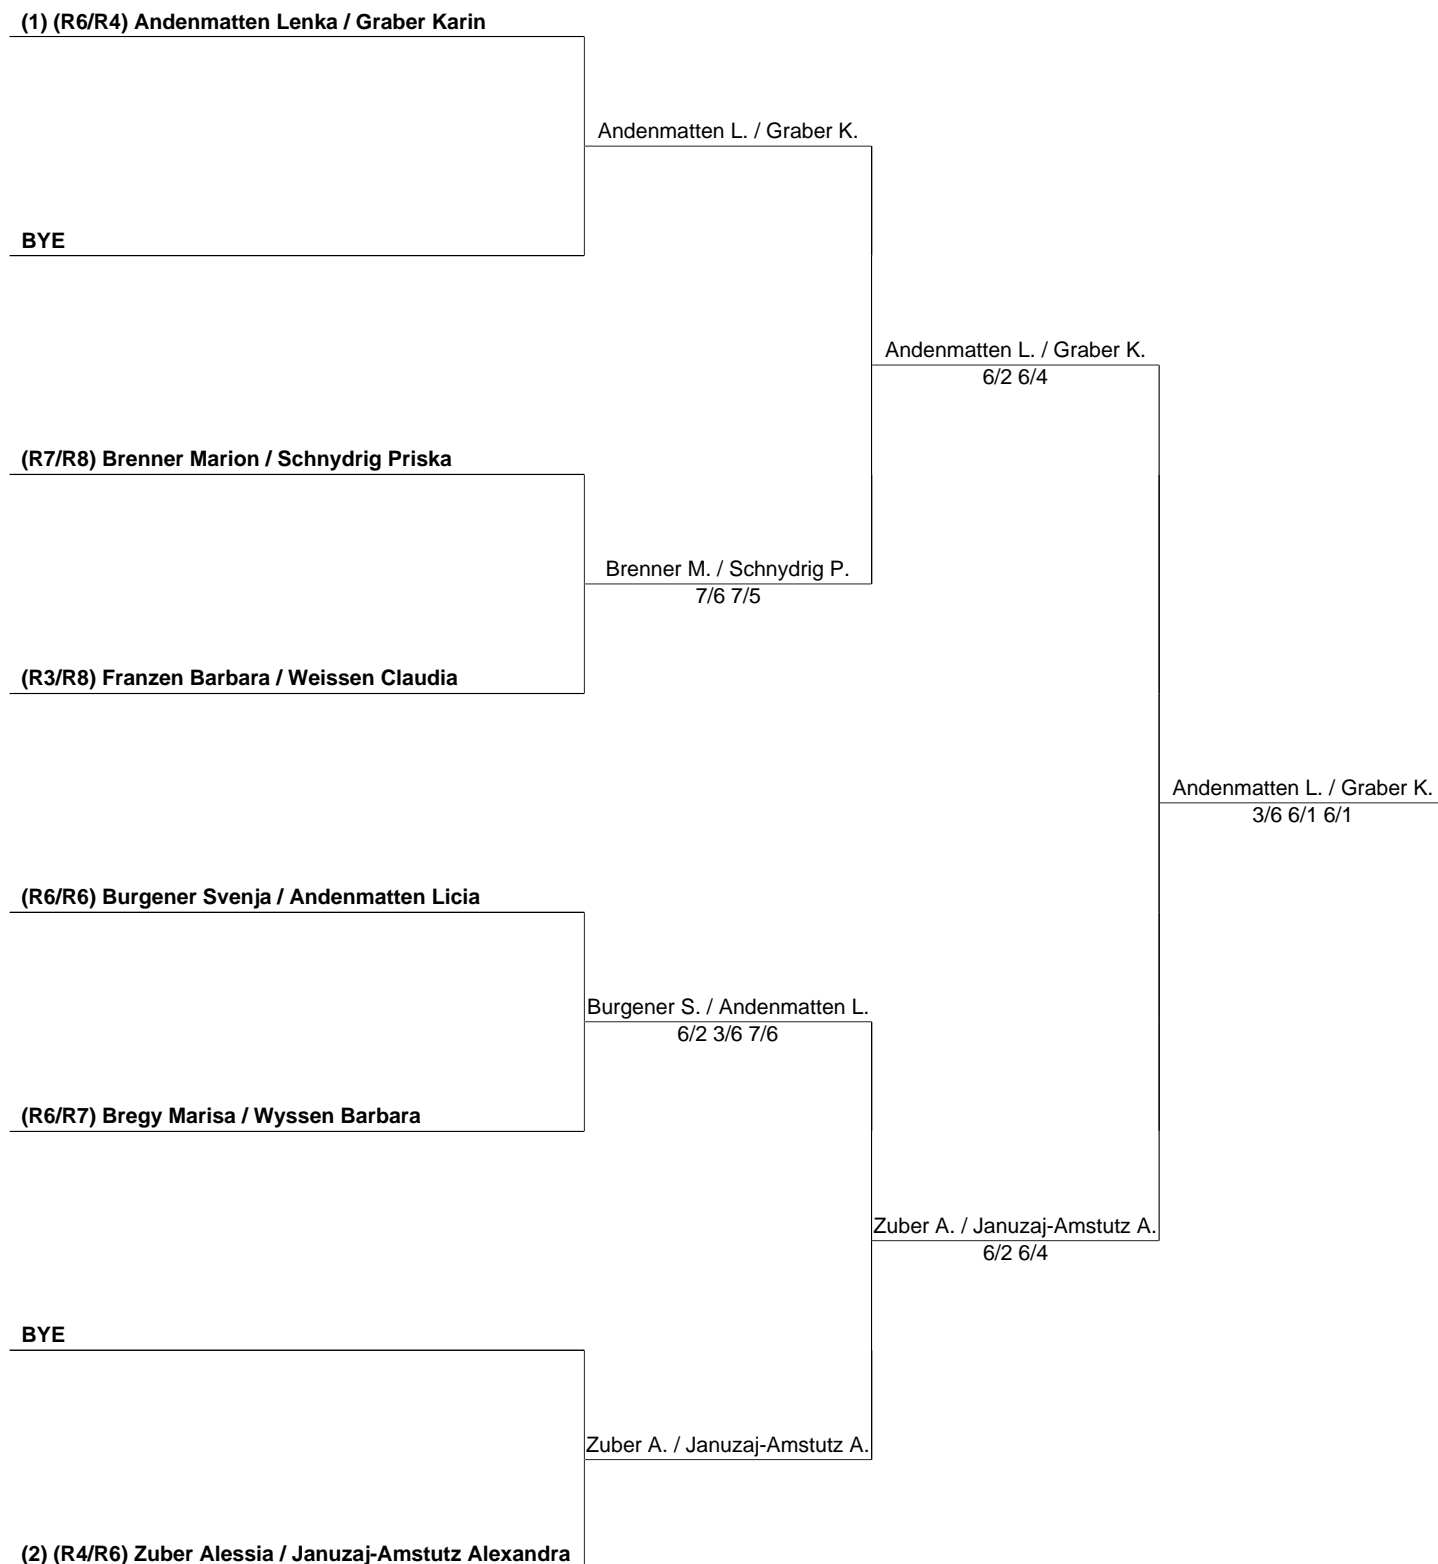 (1) (R6/R4) Andenmatten Lenka / Graber Karin
Andenmatten L. / Graber K.
BYE
Andenmatten L. / Graber K.
6/2 6/4
(R7/R8) Brenner Marion / Schnydrig Priska
Brenner M. / Schnydrig P.
7/6 7/5
(R3/R8) Franzen Barbara / Weissen Claudia
Andenmatten L. / Graber K.
3/6 6/1 6/1
(R6/R6) Burgener Svenja / Andenmatten Licia
Burgener S. / Andenmatten L.
6/2 3/6 7/6
(R6/R7) Bregy Marisa / Wyssen Barbara
Zuber A. / Januzaj-Amstutz A.
6/2 6/4
BYE
Zuber A. / Januzaj-Amstutz A.
(2) (R4/R6) Zuber Alessia / Januzaj-Amstutz Alexandra